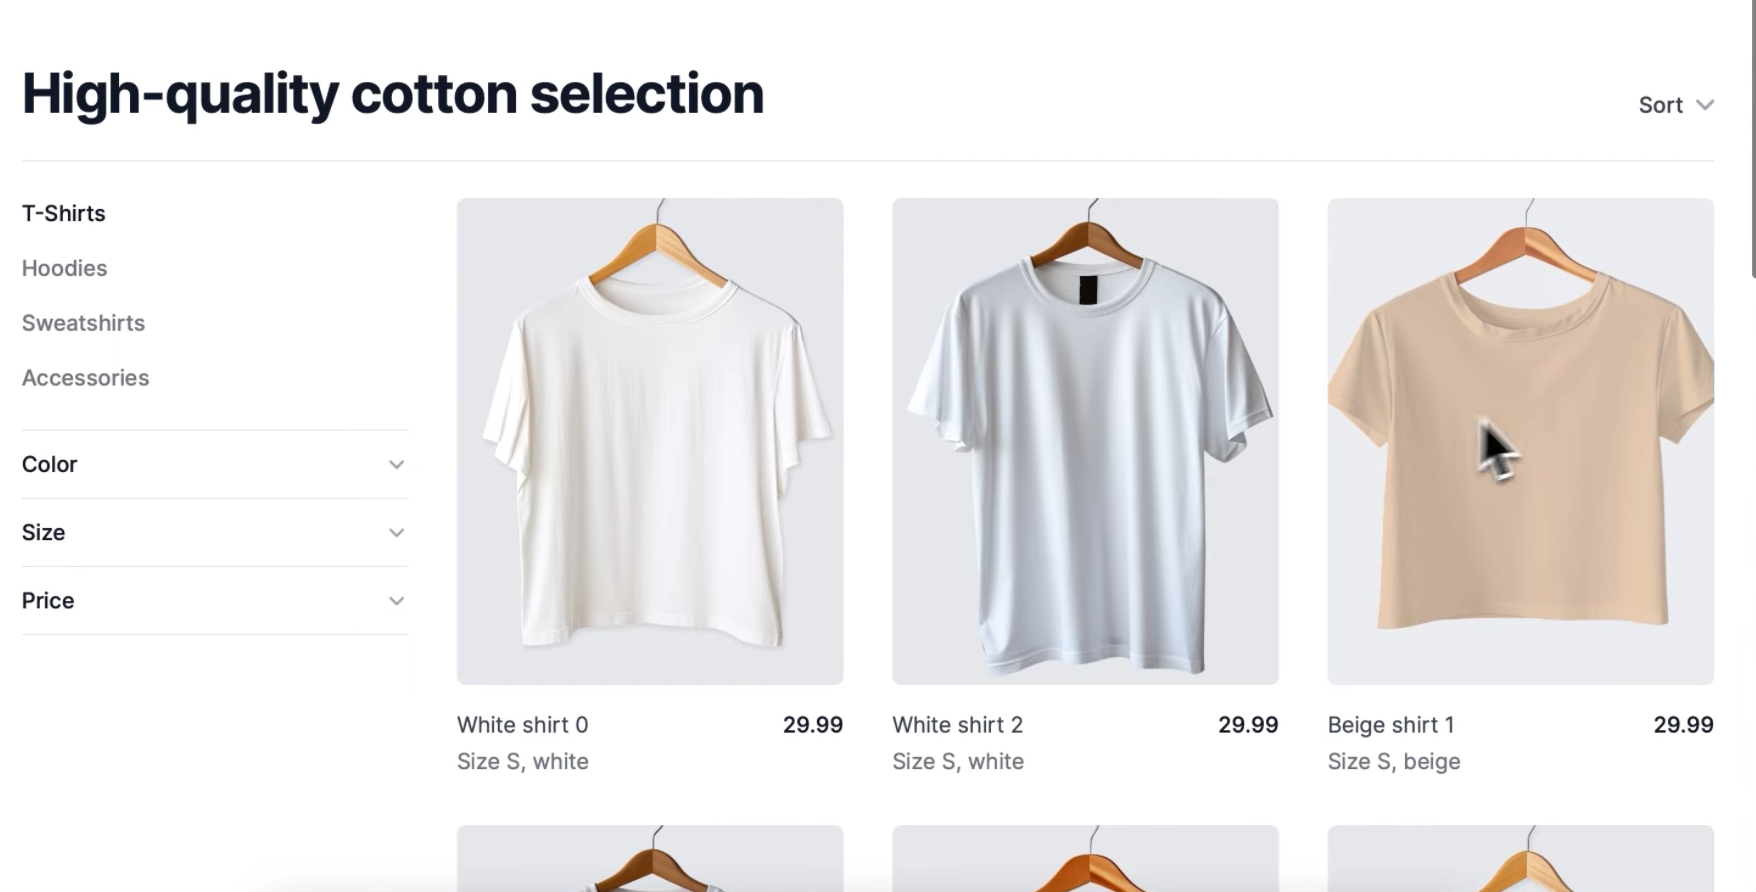 High-quality cotton selection
Sort
T-Shirts
Hoodies
Sweatshirts
Accessories
Color
Size
Price
White shirt 0 29.99
Size S, white
White shirt 2 29.99
Size S, white
Beige shirt 1 29.99
Size S, beige